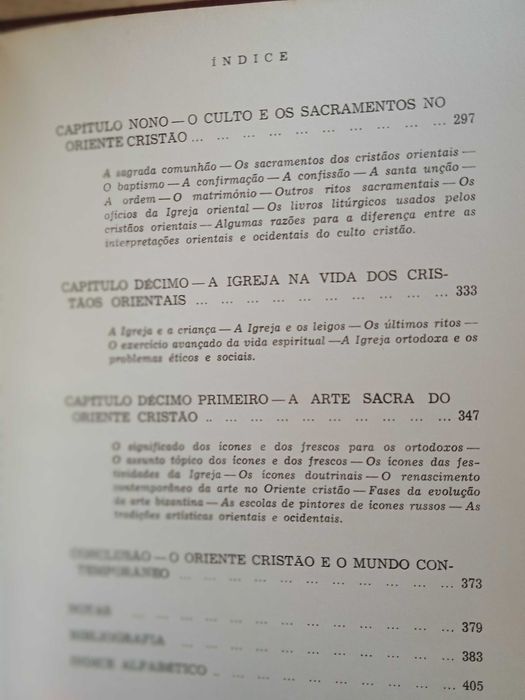 ÍNDICE
CAPÍTULO NONO — O CULTO E OS SACRAMENTOS NO
ORIENTE CRISTÃO ... ... ... ... ... ... ... ... ... ... 297
A sagrada comunhão — Os sacramentos dos cristãos orientais —
O baptismo — A confirmação — A confissão — A santa unção —
A ordem — O matrimónio — Outros ritos sacramentais — Os
ofícios da Igreja oriental — Os livros litúrgicos usados pelos
cristãos orientais — Algumas razões para a diferença entre as
interpretações orientais e ocidentais do culto cristão.
CAPÍTULO DÉCIMO — A IGREJA NA VIDA DOS CRIS-
TÃOS ORIENTAIS ... ... ... ... ... ... ... ... ... ... 333
A Igreja e a criança — A Igreja e os leigos — Os últimos ritos —
O exercício avançado da vida espiritual — A Igreja ortodoxa e os
problemas éticos e sociais.
CAPÍTULO DÉCIMO PRIMEIRO — A ARTE SACRA DO
ORIENTE CRISTÃO .. ... ... ... ... ... ... ... ... ... 347
O significado dos ícones e dos frescos para os ortodoxos —
O assunto tópico dos ícones e dos frescos — Os ícones das fes-
tividades da Igreja — Os ícones doutrinais — O renascimento
contemporâneo da arte no Oriente cristão — Fases da evolução
da arte bizantina — As escolas de pintores de ícones russos — As
tradições artísticas orientais e ocidentais.
CONCLUSÃO — O ORIENTE CRISTÃO E O MUNDO CON-
TEMPORÂNEO ... ... ... ... ... ... ... ... ... ... 373
NOTAS ... ... ... ... ... ... ... ... ... ... ... ... 379
BIBLIOGRAFIA ... ... ... ... ... ... ... ... ... ... 383
ÍNDICE ALFABÉTICO .. ... ... ... ... ... ... ... ... 405